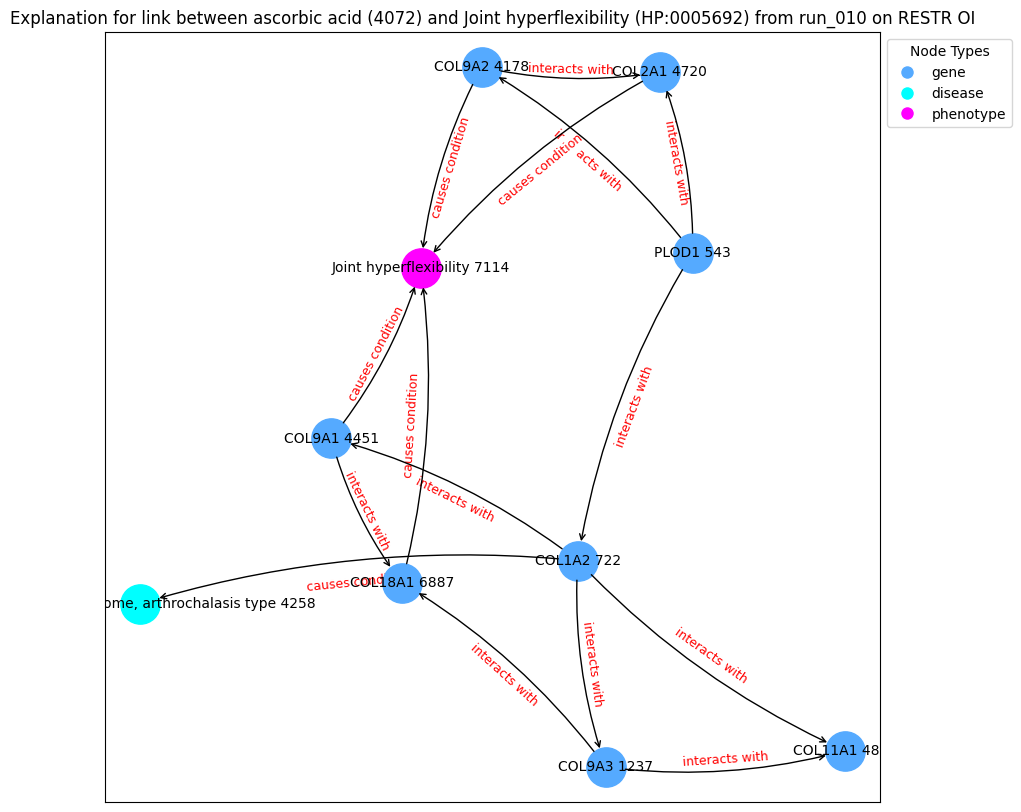 Explanation for link between ascorbic acid (4072) and Joint hyperflexibility (HP:0005692) from run_010 on RESTR OI
Node Types
gene
disease
phenotype
COL9A2 4178
interacts with
COL2A1 4720
causes condition
causes condition
acts with
interacts with
PLOD1 543
Joint hyperflexibility 7114
causes condition
causes condition
interacts with
COL9A1 4451
interacts with
interacts with
COL1A2 722
causes cond
COL18A1 6887
ome, arthrochalasis type 4258
interacts with
interacts with
interacts with
COL11A1 48
interacts with
COL9A3 1237